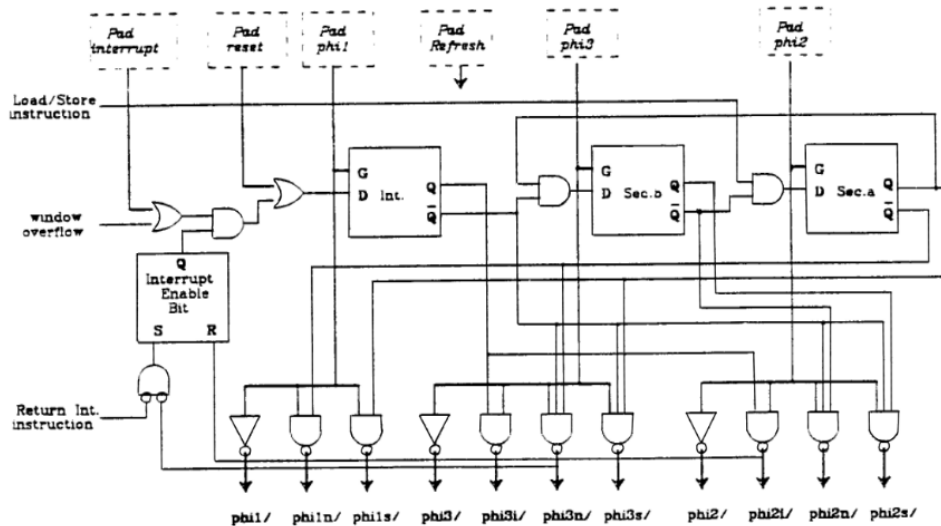 Pad
interrupt
Pad
reset
Pad
phi1
Pad
Refresh
Pad
phi3
Pad
phi2
Load/Store
instruction
G
D
Int.
Q
Q
G
D
Sec.b
Q
Q
G
D
Sec.a
Q
Q
window
overflow
Q
Interrupt
Enable
Bit
S
R
Return Int.
instruction
phi1/
phi1n/
phi1s/
phi3/
phi3i/
phi3n/
phi3s/
phi2/
phi2i/
phi2n/
phi2s/